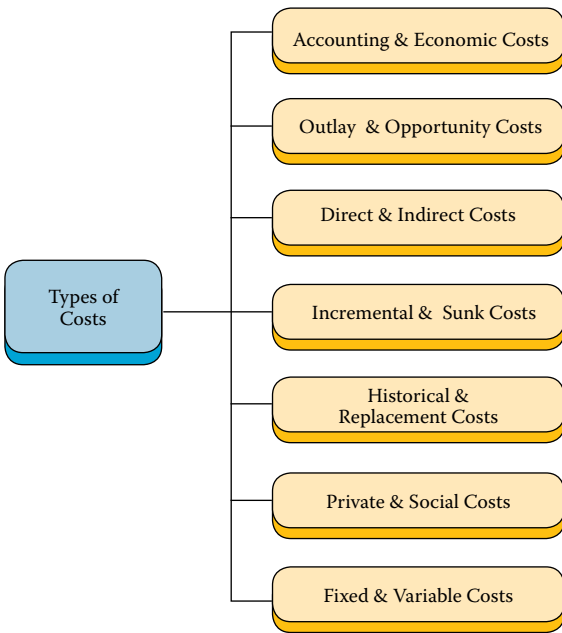 Types of
Costs
Accounting & Economic Costs
Outlay & Opportunity Costs
Direct & Indirect Costs
Incremental & Sunk Costs
Historical &
Replacement Costs
Private & Social Costs
Fixed & Variable Costs